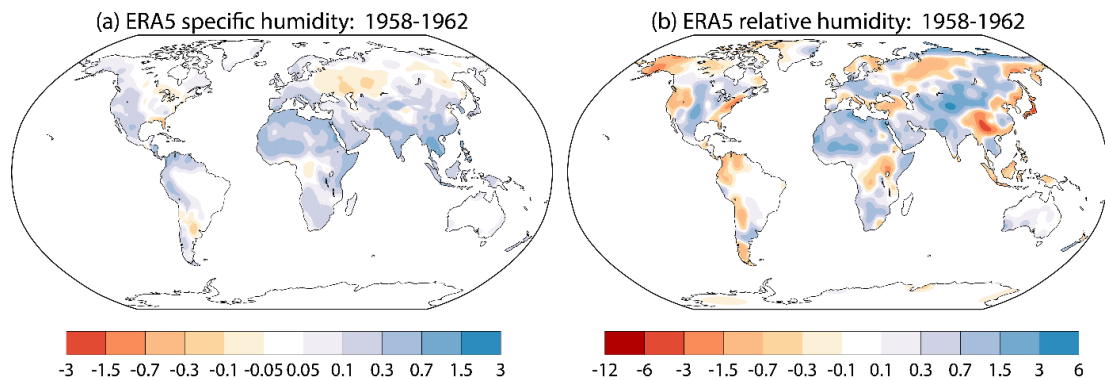 (a) ERA5 specific humidity: 1958-1962
(b) ERA5 relative humidity: 1958-1962
-3 -1.5 -0.7 -0.3 -0.1 -0.05 0.05 0.1 0.3 0.7 1.5 3
-12 -6 -3 -1.5 -0.7 -0.1 0.1 0.3 0.7 1.5 3 6